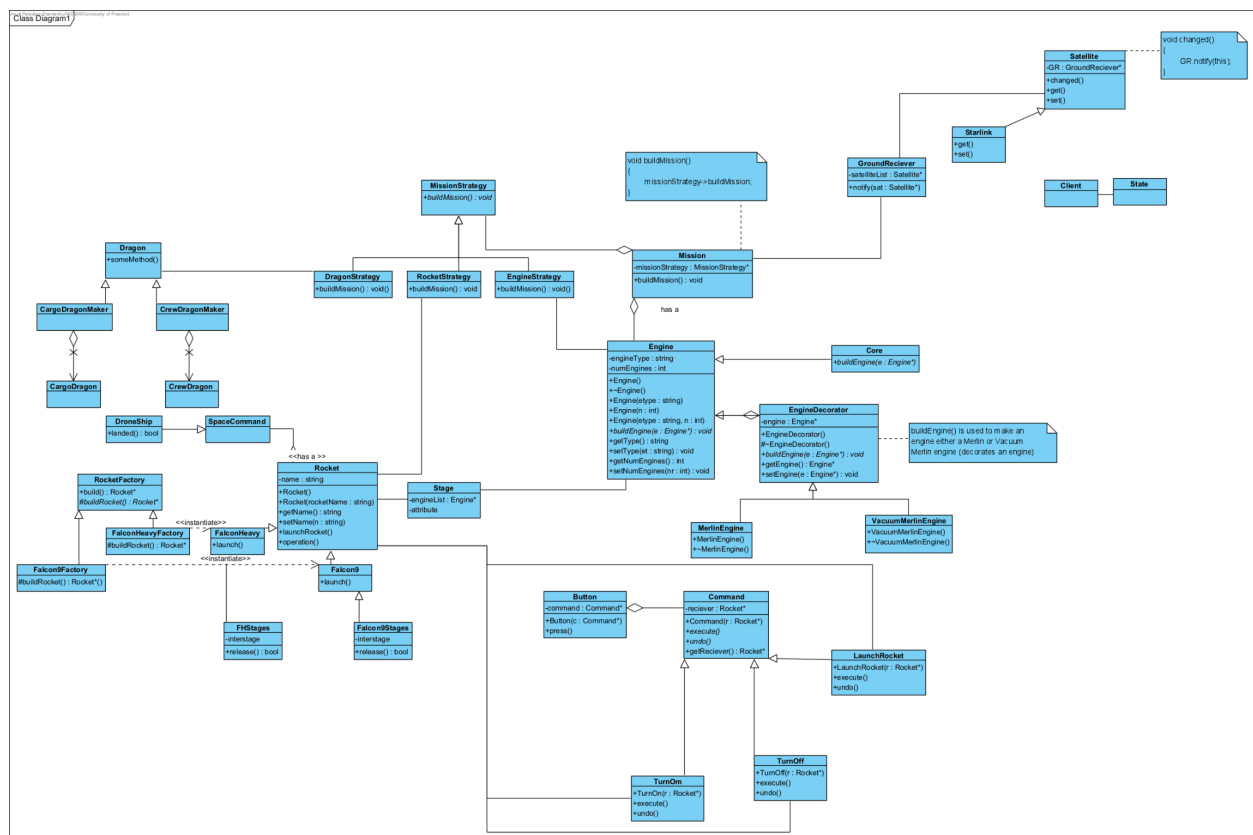 Class Diagram1
void changed()
{
GR.notify(this);
}
Satellite
-GR : GroundReciever*
+changed()
+get()
+set()
Starlink
+get()
+set()
GroundReciever
-satelliteList : Satellite*
+notify(sat : Satellite*)
Client
State
void buildMission()
{
missionStrategy->buildMission;
}
MissionStrategy
+buildMission() : void
Mission
-missionStrategy : MissionStrategy*
+buildMission() : void
has a
Dragon
+someMethod()
DragonStrategy
+buildMission() : void()
RocketStrategy
+buildMission() : void
EngineStrategy
+buildMission() : void()
CargoDragonMaker
CrewDragonMaker
CargoDragon
CrewDragon
Engine
-engineType : string
-numEngines : int
+Engine()
+~Engine()
+Engine(etype : string)
+Engine(n : int)
+Engine(etype : string, n : int)
+buildEngine(e : Engine*) : void
+getType() : string
+setType(et : string) : void
+getNumEngines() : int
+setNumEngines(nr : int) : void
Core
+buildEngine(e : Engine*)
EngineDecorator
-engine : Engine*
+EngineDecorator()
#~EngineDecorator()
+buildEngine(e : Engine*) : void
+getEngine() : Engine*
+setEngine(e : Engine*) : void
buildEngine() is used to make an
engine either a Merlin or Vacuum
Merlin engine (decorates an engine)
DroneShip
+landed() : bool
SpaceCommand
<<has a >>
Rocket
-name : string
+Rocket()
+Rocket(rocketName : string)
+getName() : string
+setName(n : string)
+launchRocket()
+operation()
Stage
-engineList : Engine*
-attribute
RocketFactory
+build() : Rocket*
#buildRocket() : Rocket*
<<instantiate>>
FalconHeavyFactory
#buildRocket() : Rocket*
FalconHeavy
+launch()
<<instantiate>>
Falcon9Factory
#buildRocket() : Rocket*()
Falcon9
+launch()
MerlinEngine
+MerlinEngine()
+~MerlinEngine()
VacuumMerlinEngine
+VacuumMerlinEngine()
+~VacuumMerlinEngine()
FHStages
-interstage
+release() : bool
Falcon9Stages
-interstage
+release() : bool
Button
-command : Command*
+Button(c : Command*)
+press()
Command
-reciever : Rocket*
+Command(r : Rocket*)
+execute()
+undo()
+getReciever() : Rocket*
LaunchRocket
+LaunchRocket(r : Rocket*)
+execute()
+undo()
TurnOm
+TurnOn(r : Rocket*)
+execute()
+undo()
TurnOff
+TurnOff(r : Rocket*)
+execute()
+undo()